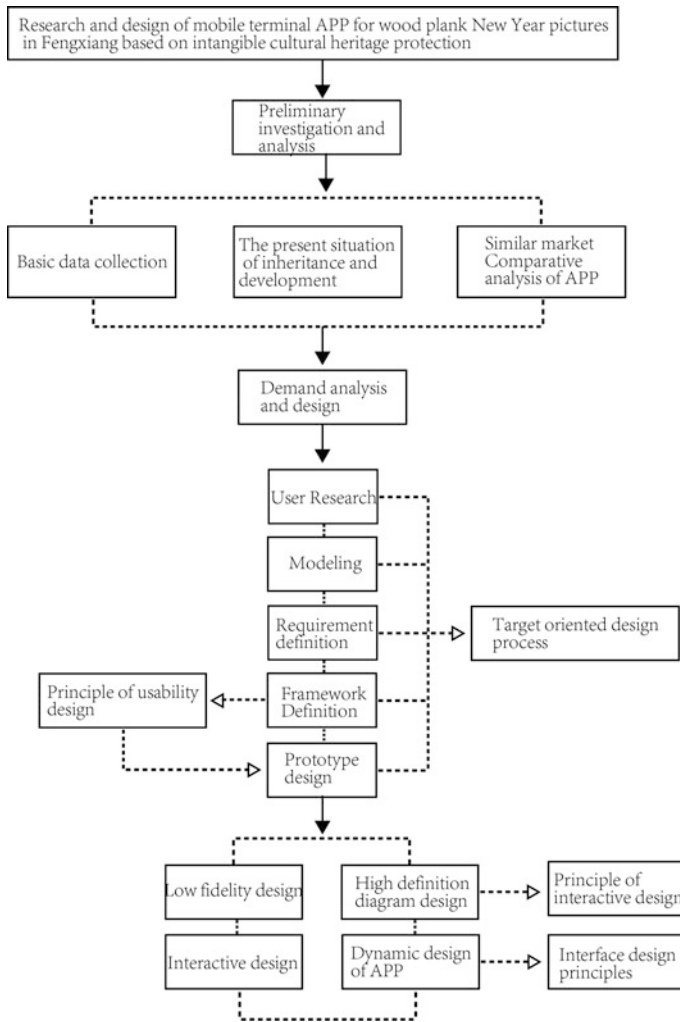 Research and design of mobile terminal APP for wood plank New Year pictures
in Fengxiang based on intangible cultural heritage protection
Preliminary
investigation and
analysis
Basic data collection
The present situation
of inheritance and
development
Similar market
Comparative
analysis of APP
Demand analysis
and design
User Research
Modeling
Requirement
definition
Target oriented design
process
Principle of usability
design
Framework
Definition
Prototype
design
Low fidelity design
High definition
diagram design
Principle of
interactive design
Interactive design
Dynamic design
of APP
Interface design
principles